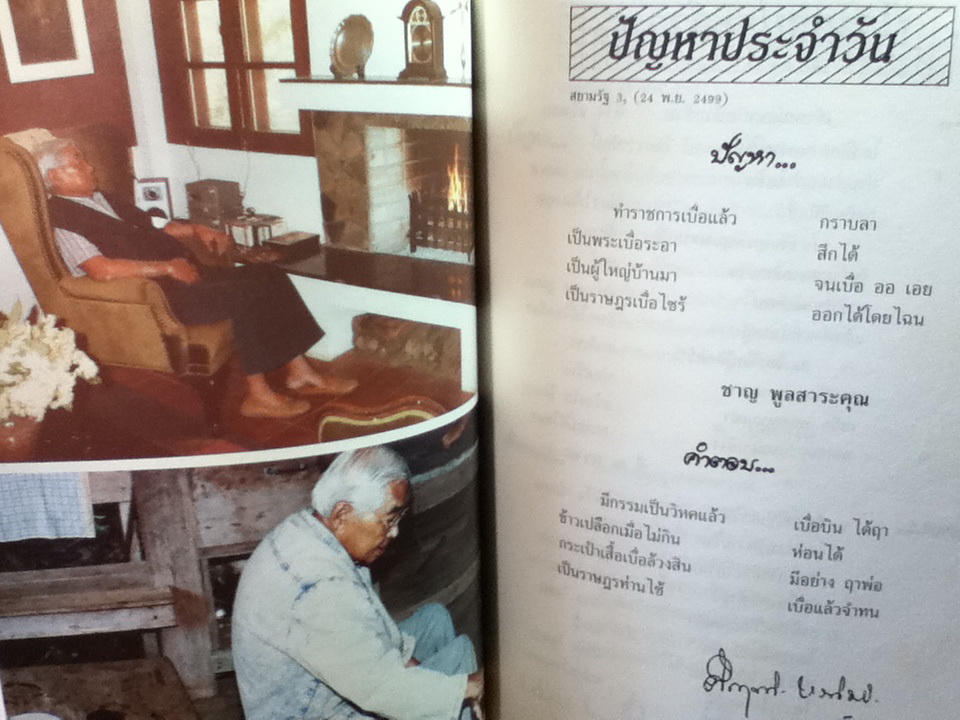 ปัญหาประจำวัน
สยามรัฐ 3, (24 พ.ย. 2499)
ปัญหา...
ทำราชการเบื่อแล้ว กราบลา
เป็นพระเบื่อระอา สึกได้
เป็นผู้ใหญ่บ้านมา จนเบื่อ ออ เอย
เป็นราษฎรเบื่อไซร้ ออกได้โดยไฉน
ชาญ พูลสาระคุณ
คำตอบ...
มีกรรมเป็นวิหคแล้ว เบื่อบิน ได้ฤา
ข้าวเปลือกเมื่อไม่กิน ห่อนได้
กระเป๋าเสื้อเบื่อล้วงสิน มีอย่าง ฤาพ่อ
เป็นราษฎรท่านไซ้ เบื่อแล้วจำทน